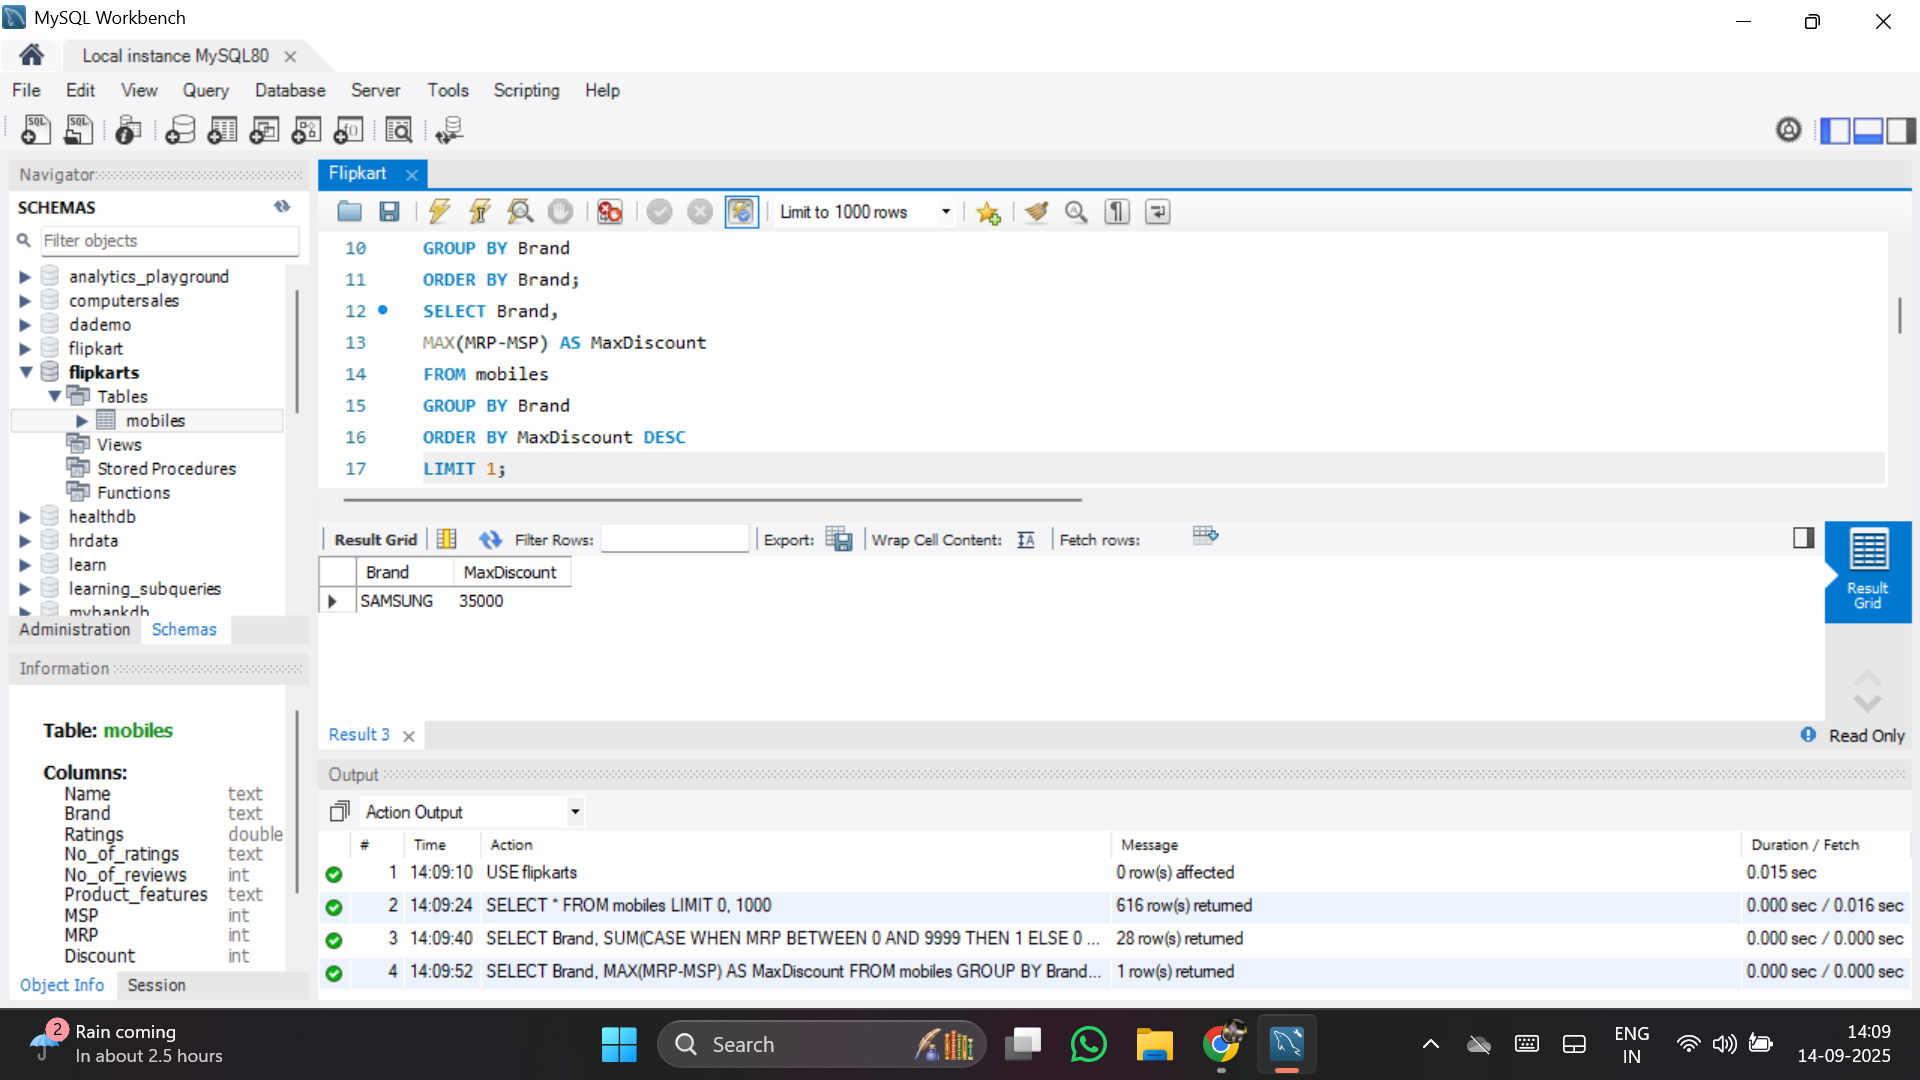 MySQL Workbench
Local instance MySQL80
File Edit View Query Database Server Tools Scripting Help
Navigator
SCHEMAS
Filter objects
analytics_playground
computersales
dademo
flipkart
flipkarts
Tables
mobiles
Views
Stored Procedures
Functions
healthdb
hrdata
learn
learning_subqueries
mybankdb
Administration Schemas
Information
Table: mobiles
Columns:
Name text
Brand text
Ratings double
No_of_ratings text
No_of_reviews int
Product_features text
MSP int
MRP int
Discount int
Object Info Session
Flipkart
Limit to 1000 rows
10 GROUP BY Brand
11 ORDER BY Brand;
12 SELECT Brand,
13 MAX(MRP-MSP) AS MaxDiscount
14 FROM mobiles
15 GROUP BY Brand
16 ORDER BY MaxDiscount DESC
17 LIMIT 1;
Result Grid Filter Rows: Export: Wrap Cell Content: Fetch rows:
Brand MaxDiscount
SAMSUNG 35000
Result Grid
Result 3
Read Only
Output
Action Output
# Time Action Message Duration / Fetch
1 14:09:10 USE flipkarts 0 row(s) affected 0.015 sec
2 14:09:24 SELECT * FROM mobiles LIMIT 0, 1000 616 row(s) returned 0.000 sec / 0.016 sec
3 14:09:40 SELECT Brand, SUM(CASE WHEN MRP BETWEEN 0 AND 9999 THEN 1 ELSE 0 ... 28 row(s) returned 0.000 sec / 0.000 sec
4 14:09:52 SELECT Brand, MAX(MRP-MSP) AS MaxDiscount FROM mobiles GROUP BY Brand... 1 row(s) returned 0.000 sec / 0.000 sec
2
Rain coming
In about 2.5 hours
Search
ENG
IN
14:09
14-09-2025